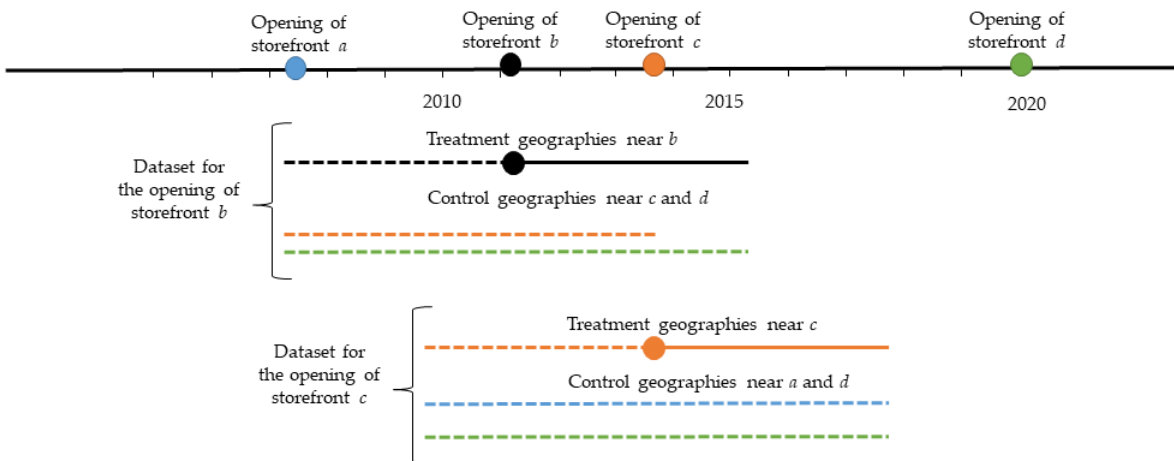 Opening of
storefront a
Opening of
storefront b
Opening of
storefront c
Opening of
storefront d
2010
2015
2020
Treatment geographies near b
Dataset for
the opening of
storefront b
Control geographies near c and d
Treatment geographies near c
Dataset for
the opening of
storefront c
Control geographies near a and d